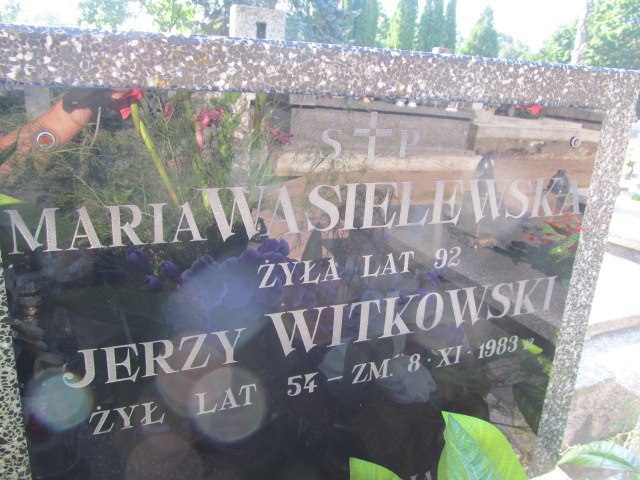 Ś P
MARIA WASIELEWSKA
ŻYŁA LAT 92
JERZY WITKOWSKI
ŻYŁ LAT 54 – ZM. 8 · XI · 1983 r.